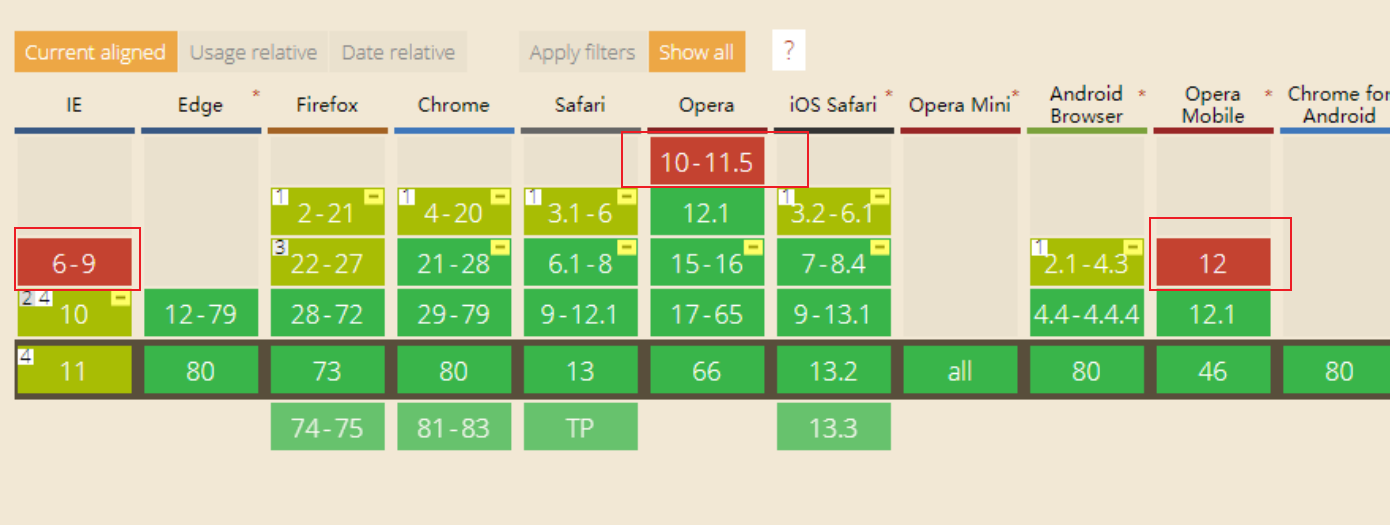 Current aligned Usage relative Date relative Apply filters Show all ?
IE Edge * Firefox Chrome Safari Opera iOS Safari * Opera Mini * Android Browser * Opera Mobile * Chrome for Android
10-11.5
1 2-21 - 1 4-20 - 1 3.1-6 - 12.1 1 3.2-6.1 -
6-9 3 22-27 21-28 - 6.1-8 - 15-16 - 7-8.4 - 1 2.1-4.3 - 12
2 4 10 - 12-79 28-72 29-79 9-12.1 17-65 9-13.1 4.4-4.4.4 12.1
4 11 80 73 80 13 66 13.2 all 80 46 80
74-75 81-83 TP 13.3